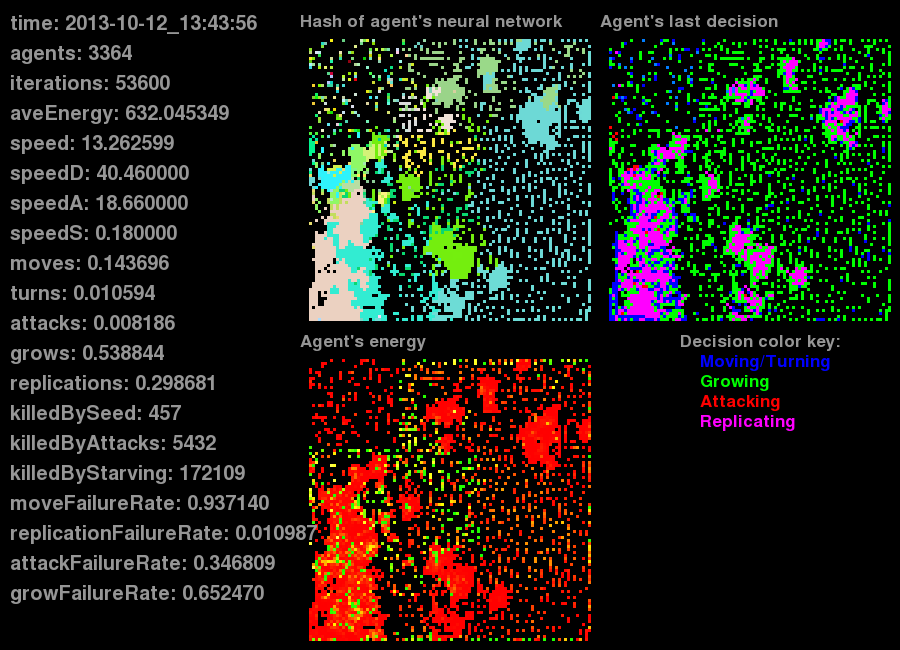 time: 2013-10-12_13:43:56
agents: 3364
iterations: 53600
aveEnergy: 632.045349
speed: 13.262599
speedD: 40.460000
speedA: 18.660000
speedS: 0.180000
moves: 0.143696
turns: 0.010594
attacks: 0.008186
grows: 0.538844
replications: 0.298681
killedBySeed: 457
killedByAttacks: 5432
killedByStarving: 172109
moveFailureRate: 0.937140
replicationFailureRate: 0.010987
attackFailureRate: 0.346809
growFailureRate: 0.652470
Hash of agent's neural network
Agent's last decision
Agent's energy
Decision color key:
Moving/Turning
Growing
Attacking
Replicating